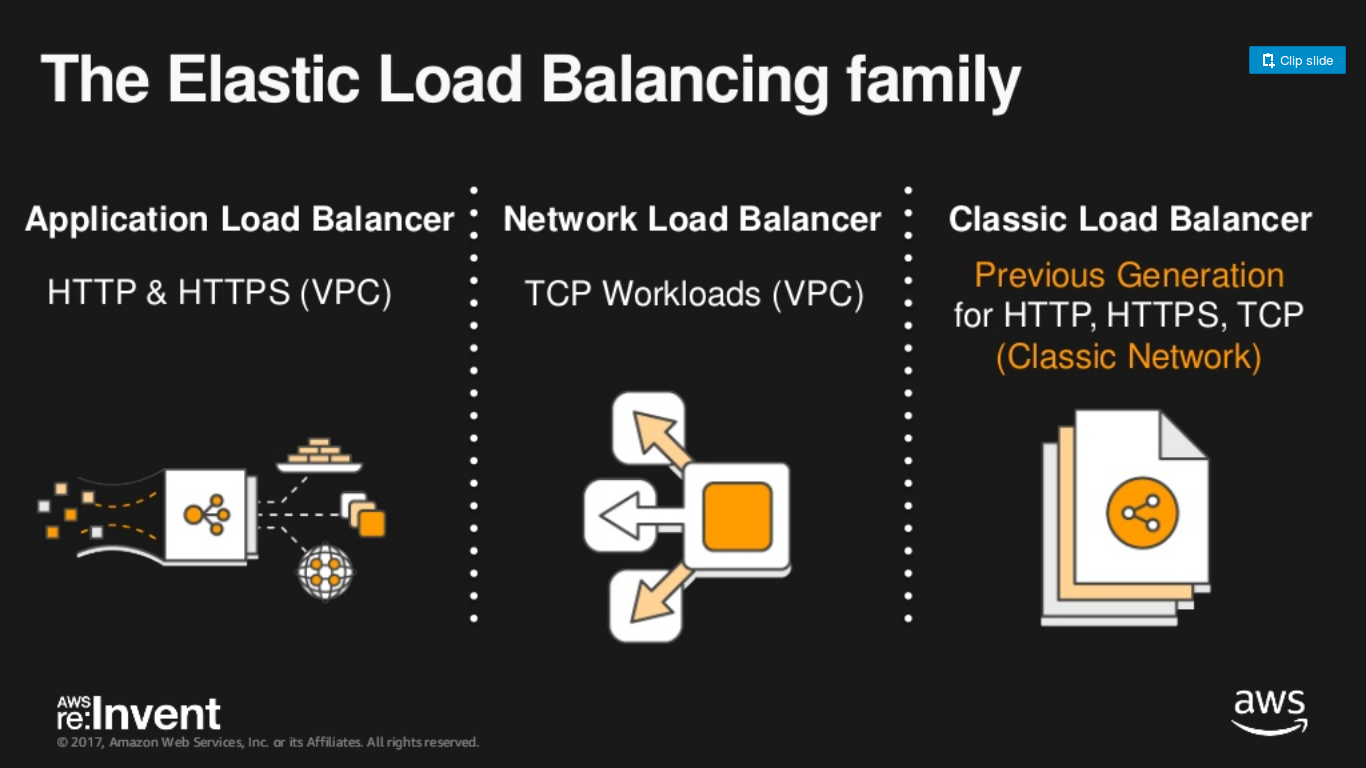 The Elastic Load Balancing family
Clip slide
Application Load Balancer
HTTP & HTTPS (VPC)
Network Load Balancer
TCP Workloads (VPC)
Classic Load Balancer
Previous Generation
for HTTP, HTTPS, TCP
(Classic Network)
AWS
re:Invent
© 2017, Amazon Web Services, Inc. or its Affiliates. All rights reserved.
aws